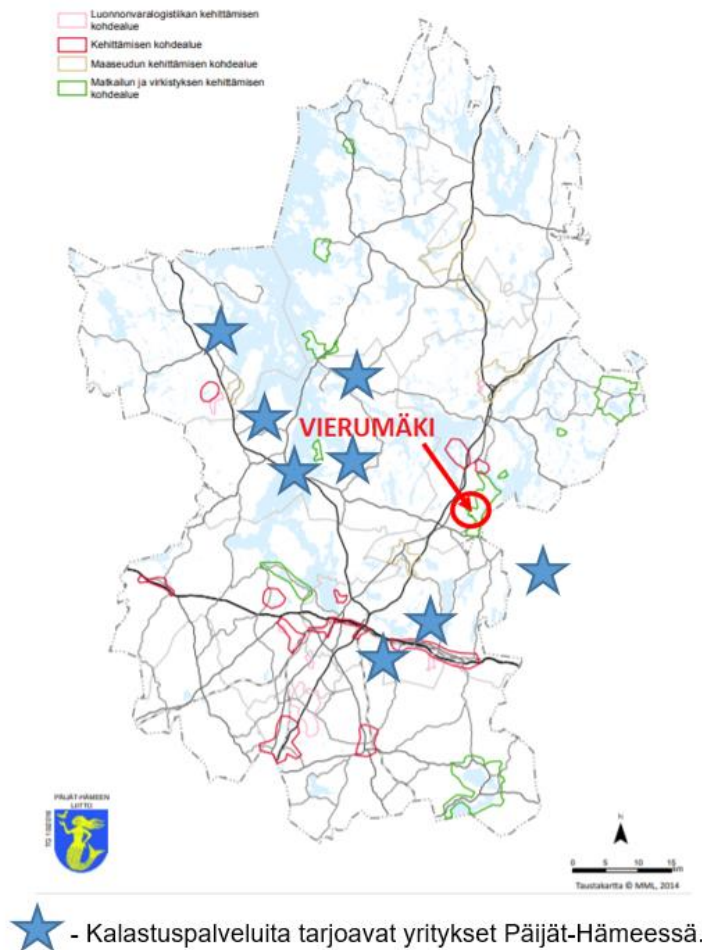 Luonnonvaralogistiikan kehittämisen
kohdealue
Kehittämisen kohdealue
Maaseudun kehittämisen kohdealue
Matkailun ja virkistyksen kehittämisen
kohdealue
VIERUMÄKI
PÄIJÄT-HÄMEEN
LIITTO
N
0 5 10 15
km
Taustakartta © MML, 2014
- Kalastuspalveluita tarjoavat yritykset Päijät-Hämeessä.